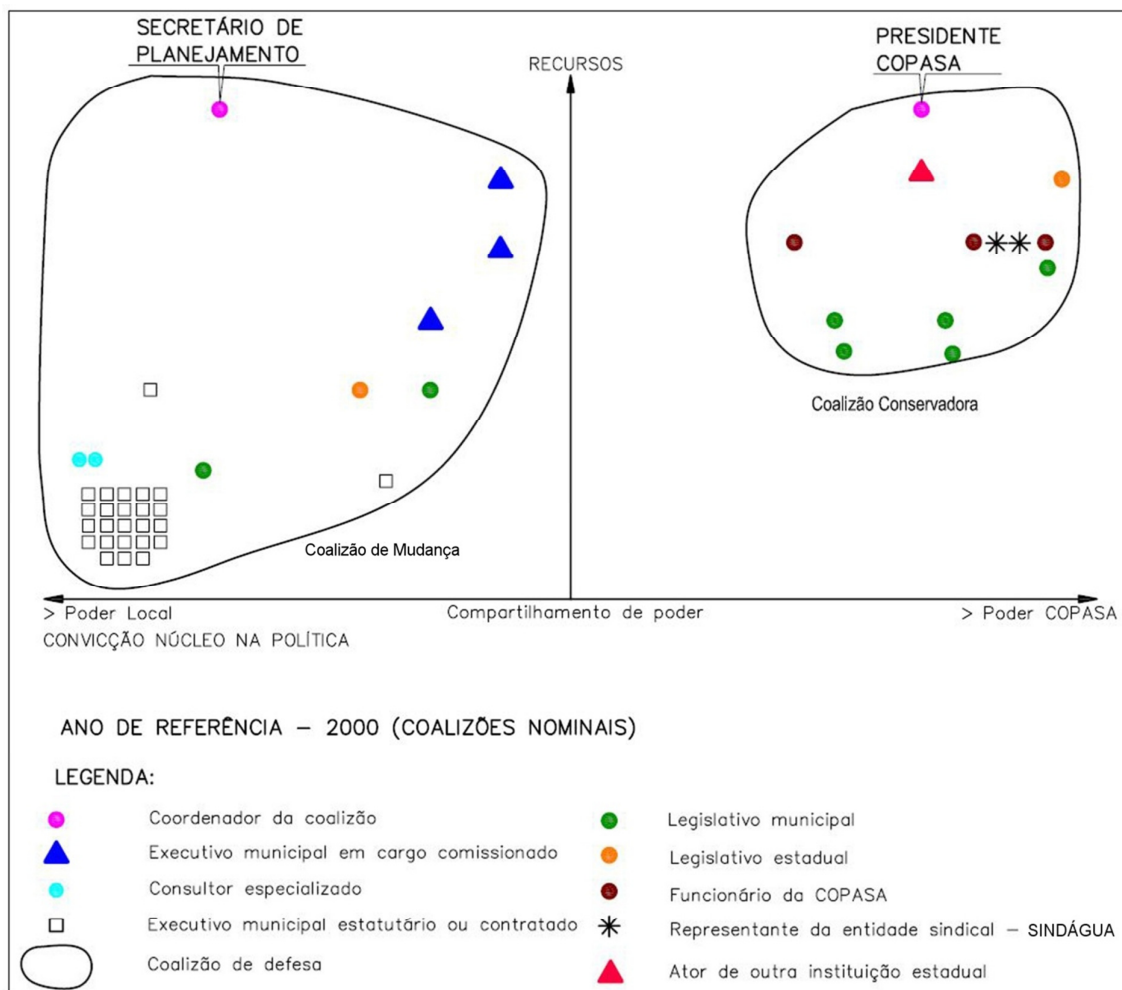 SECRETÁRIO DE
PLANEJAMENTO
RECURSOS
PRESIDENTE
COPASA
Coalizão Conservadora
Coalizão de Mudança
> Poder Local
Compartilhamento de poder
> Poder COPASA
CONVICÇÃO NÚCLEO NA POLÍTICA
ANO DE REFERÊNCIA – 2000 (COALIZÕES NOMINAIS)
LEGENDA:
Coordenador da coalizão
Executivo municipal em cargo comissionado
Consultor especializado
Executivo municipal estatutário ou contratado
Coalizão de defesa
Legislativo municipal
Legislativo estadual
Funcionário da COPASA
Representante da entidade sindical – SINDÁGUA
Ator de outra instituição estadual